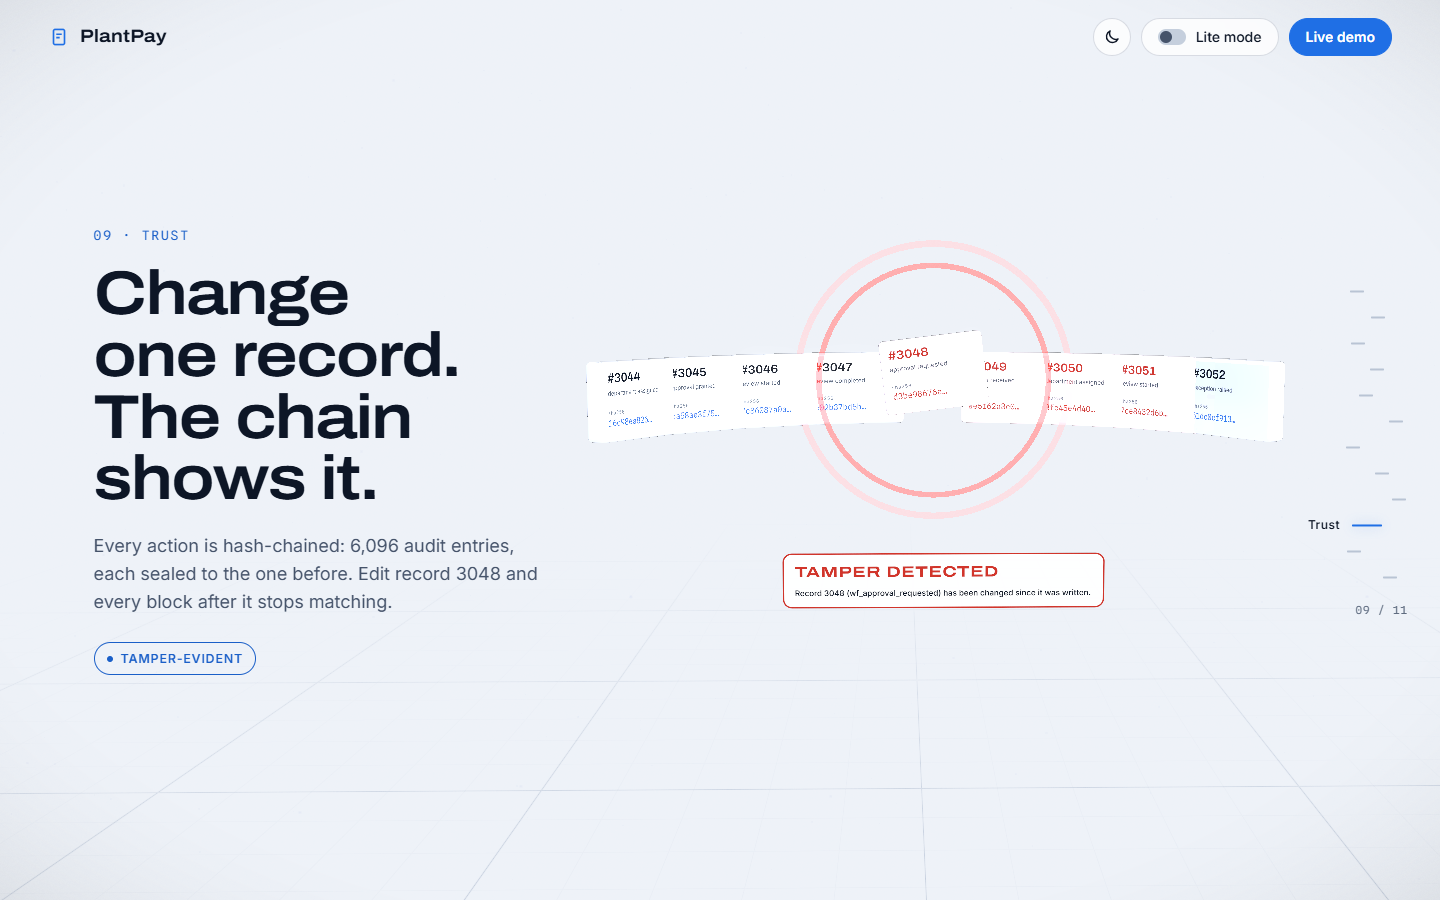 PlantPay
Lite mode
Live demo
09 · TRUST
Change
one record.
The chain
shows it.
Every action is hash-chained: 6,096 audit entries,
each sealed to the one before. Edit record 3048 and
every block after it stops matching.
TAMPER-EVIDENT
#3044
#3045
#3046
#3047
#3048
049
#3050
#3051
#3052
approval requested
TAMPER DETECTED
Record 3048 (wf_approval_requested) has been changed since it was written.
Trust
09 / 11